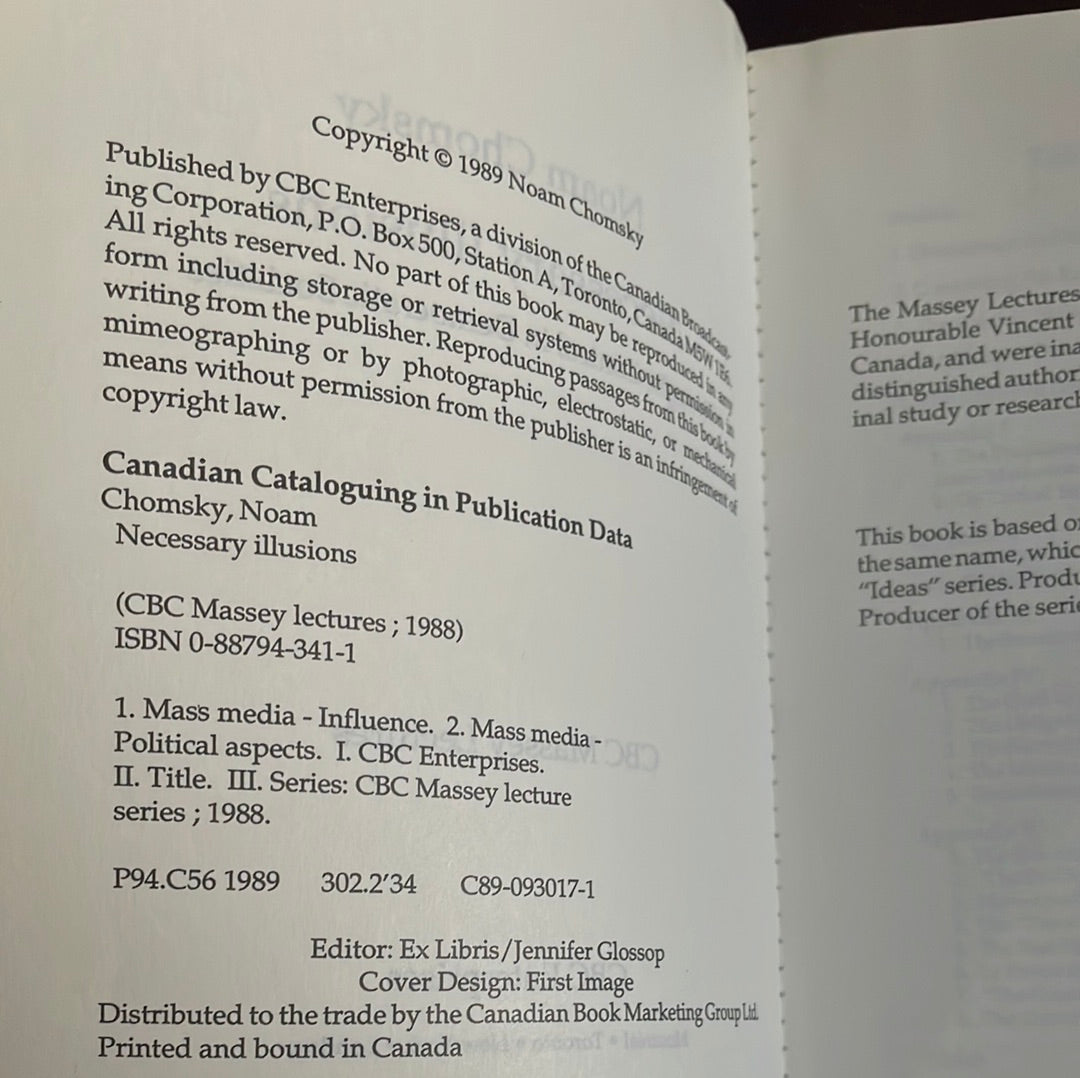 Copyright © 1989 Noam Chomsky
Published by CBC Enterprises, a division of the Canadian Broadcast-
ing Corporation, P.O. Box 500, Station A, Toronto, Canada M5W 1E6.
All rights reserved. No part of this book may be reproduced in any
form including storage or retrieval systems without permission in
writing from the publisher. Reproducing passages from this book by
mimeographing or by photographic, electrostatic, or mechanical
means without permission from the publisher is an infringement of
copyright law.
Canadian Cataloguing in Publication Data
Chomsky, Noam
Necessary illusions
(CBC Massey lectures ; 1988)
ISBN 0-88794-341-1
1. Mass media - Influence. 2. Mass media -
Political aspects. I. CBC Enterprises.
II. Title. III. Series: CBC Massey lecture
series ; 1988.
P94.C56 1989 302.2'34 C89-093017-1
Editor: Ex Libris/Jennifer Glossop
Cover Design: First Image
Distributed to the trade by the Canadian Book Marketing Group Ltd.
Printed and bound in Canada
The Massey Lectures
Honourable Vincent
Canada, and were ina
distinguished author
inal study or research
This book is based o
the same name, whic
“Ideas” series. Produ
Producer of the serie